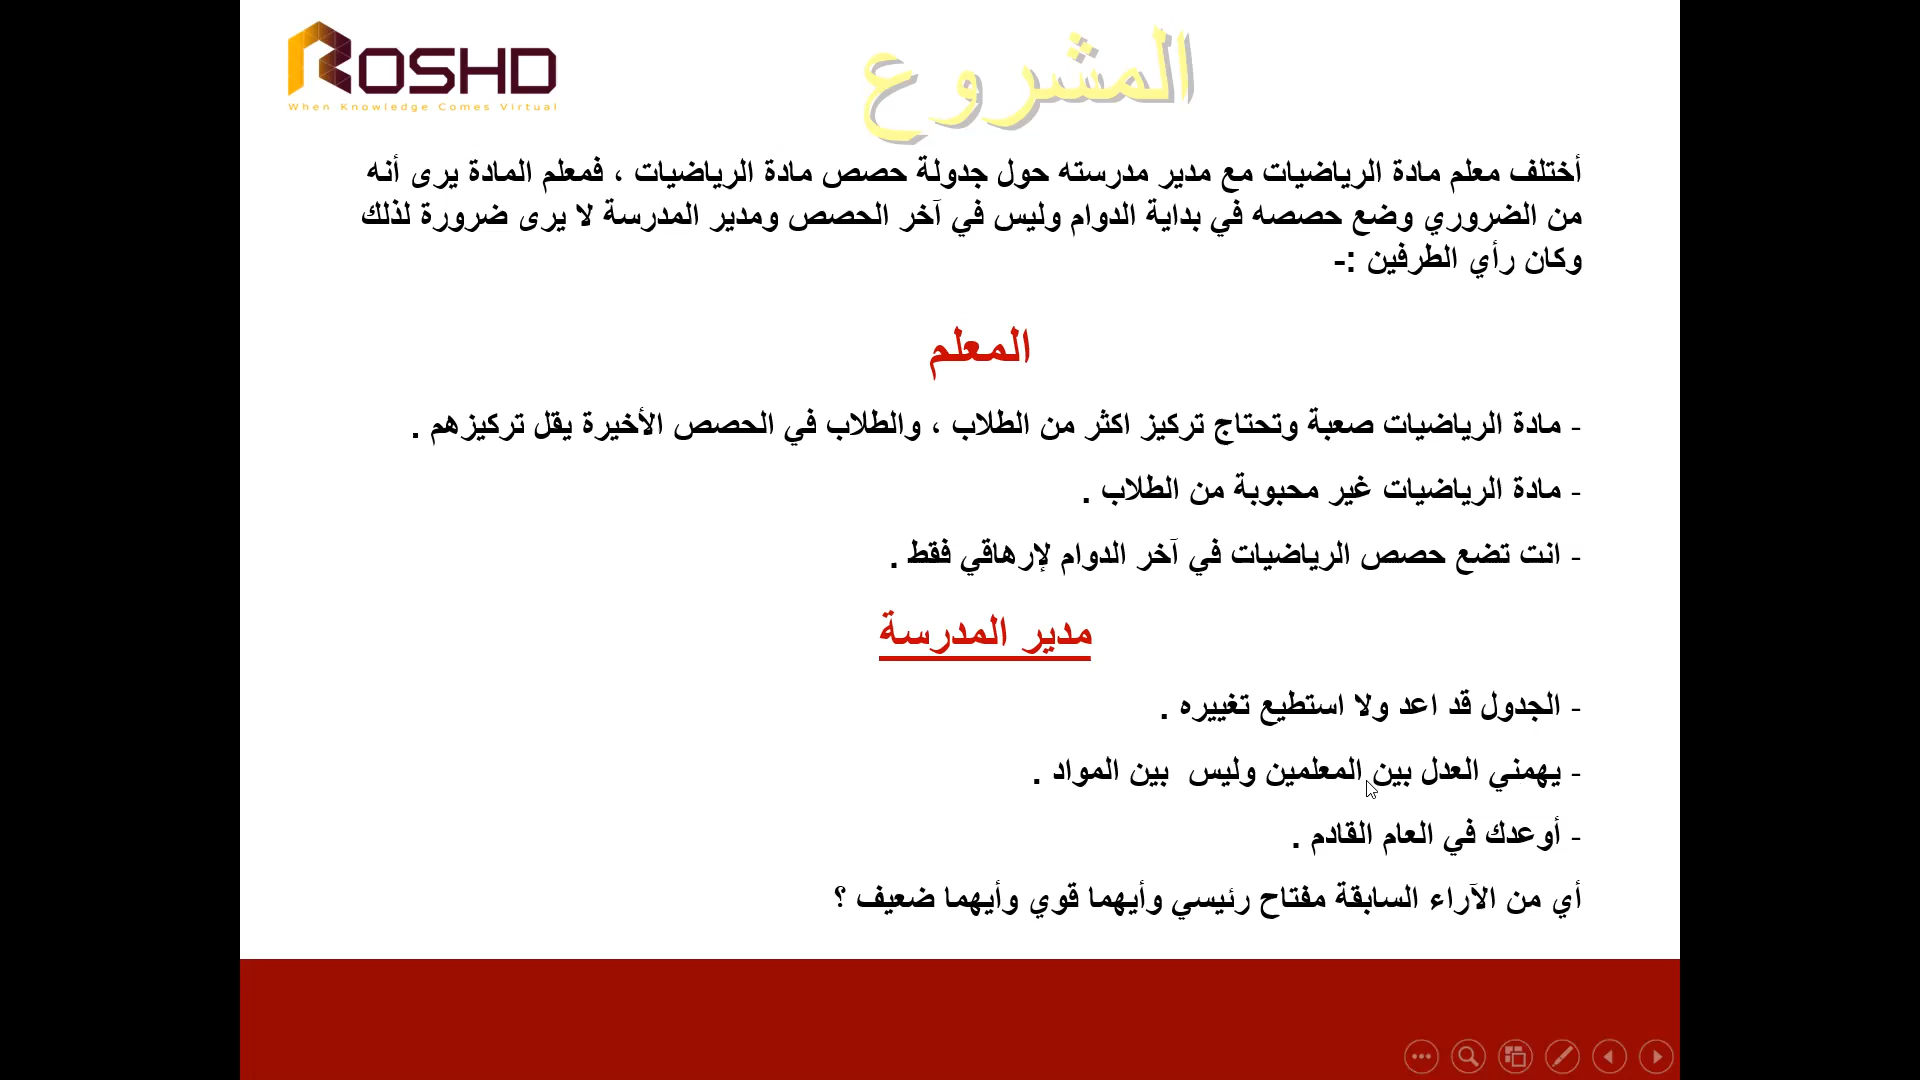 ROSHD
When Knowledge Comes Virtual
المشروع
أختلف معلم مادة الرياضيات مع مدير مدرسته حول جدولة حصص مادة الرياضيات ، فمعلم المادة يرى أنه
من الضروري وضع حصصه في بداية الدوام وليس في آخر الحصص ومدير المدرسة لا يرى ضرورة لذلك
وكان رأي الطرفين :-
المعلم
- مادة الرياضيات صعبة وتحتاج تركيز اكثر من الطلاب ، والطلاب في الحصص الأخيرة يقل تركيزهم .
- مادة الرياضيات غير محبوبة من الطلاب .
- انت تضع حصص الرياضيات في آخر الدوام لإرهاقي فقط .
مدير المدرسة
- الجدول قد اعد ولا استطيع تغييره .
- يهمني العدل بين المعلمين وليس  بين المواد .
- أوعدك في العام القادم .
أي من الآراء السابقة مفتاح رئيسي وأيهما قوي وأيهما ضعيف ؟